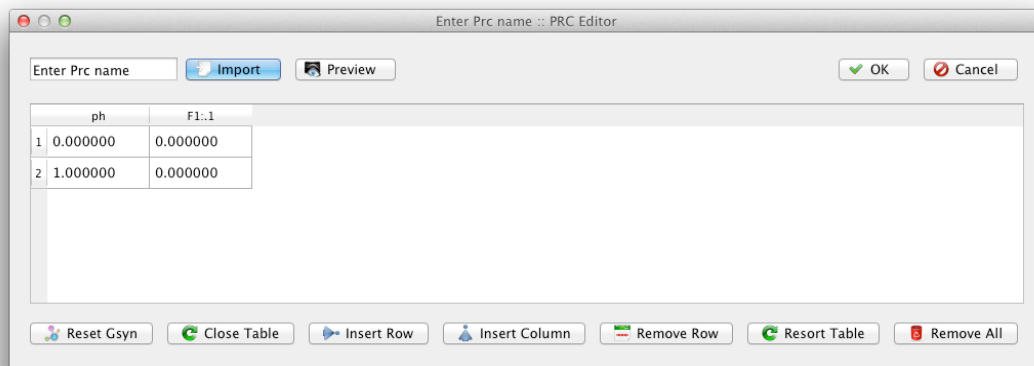 Enter Prc name :: PRC Editor
Enter Prc name Import Preview OK Cancel
ph F1:.1
1 0.000000 0.000000
2 1.000000 0.000000
Reset Gsyn Close Table Insert Row Insert Column Remove Row Resort Table Remove All